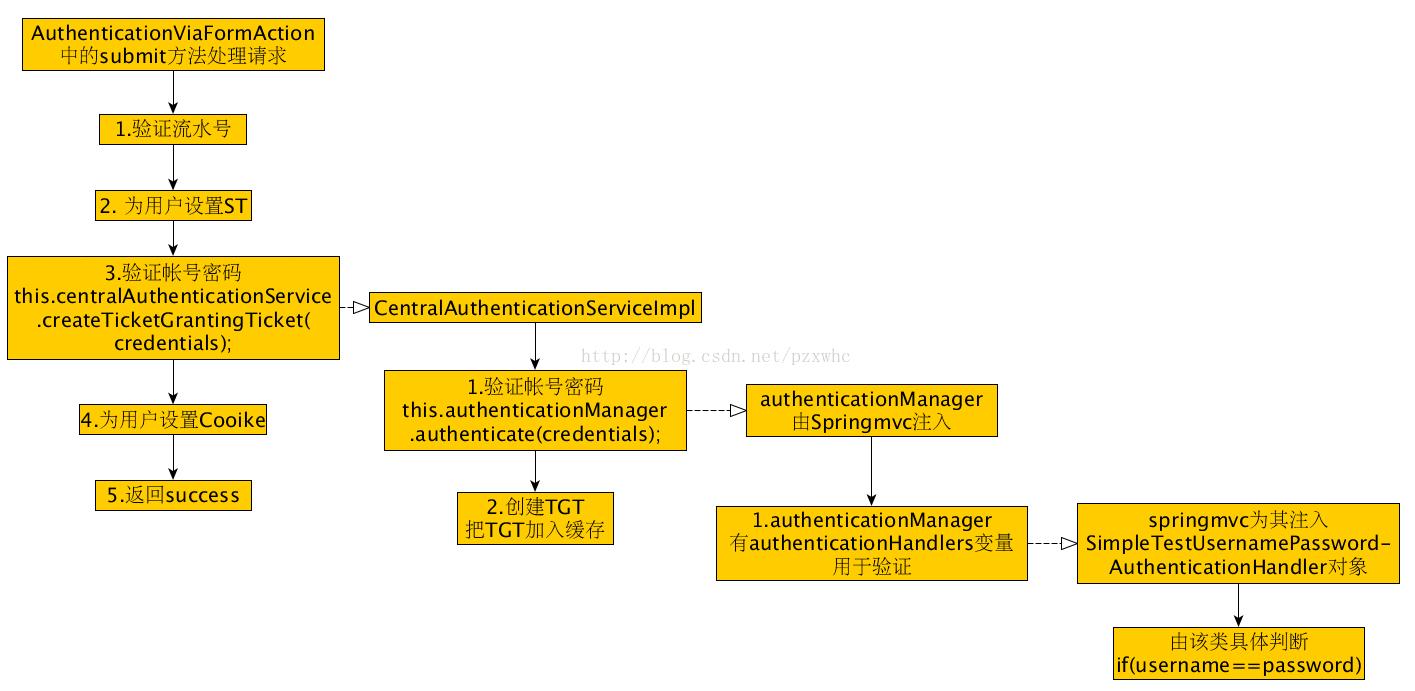 AuthenticationViaFormAction
中的submit方法处理请求
1.验证流水号
2. 为用户设置ST
3.验证帐号密码
this.centralAuthenticationService
.createTicketGrantingTicket(
credentials);
4.为用户设置Cooike
5.返回success
CentralAuthenticationServiceImpl
http://blog.csdn.net/pzxwhc
1.验证帐号密码
this.authenticationManager
.authenticate(credentials);
2.创建TGT
把TGT加入缓存
authenticationManager
由Springmvc注入
1.authenticationManager
有authenticationHandlers变量
用于验证
springmvc为其注入
SimpleTestUsernamePassword-
AuthenticationHandler对象
由该类具体判断
if(username==password)